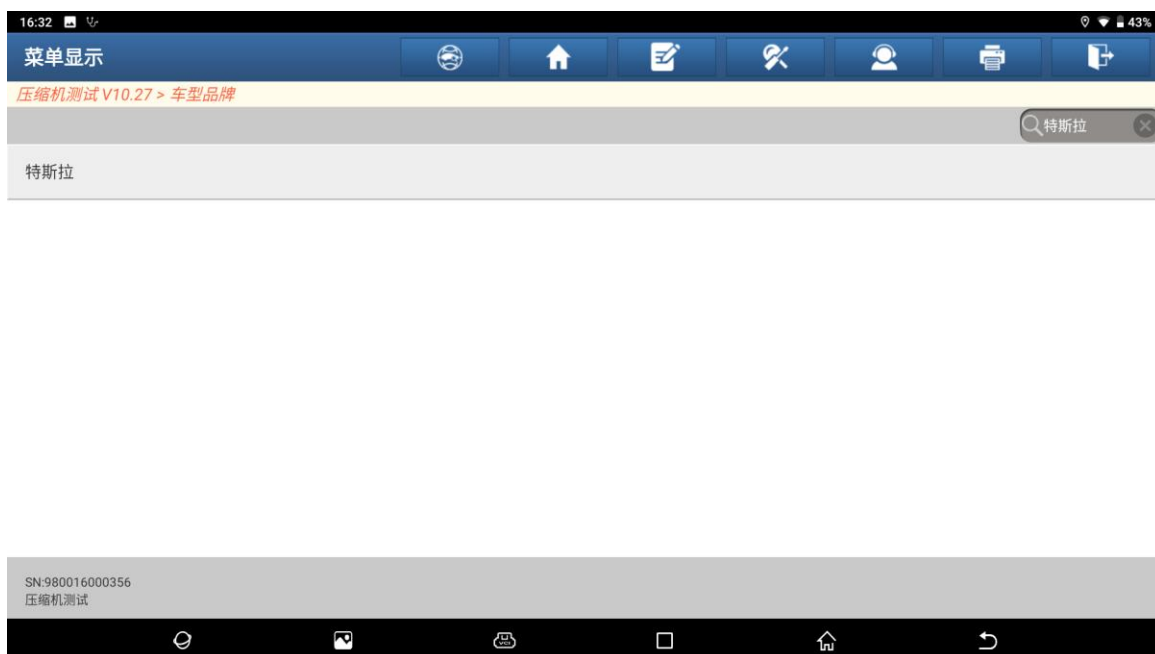 16:32
43%
菜单显示
压缩机测试 V10.27 > 车型品牌
特斯拉
特斯拉
SN:980016000356
压缩机测试
VCI